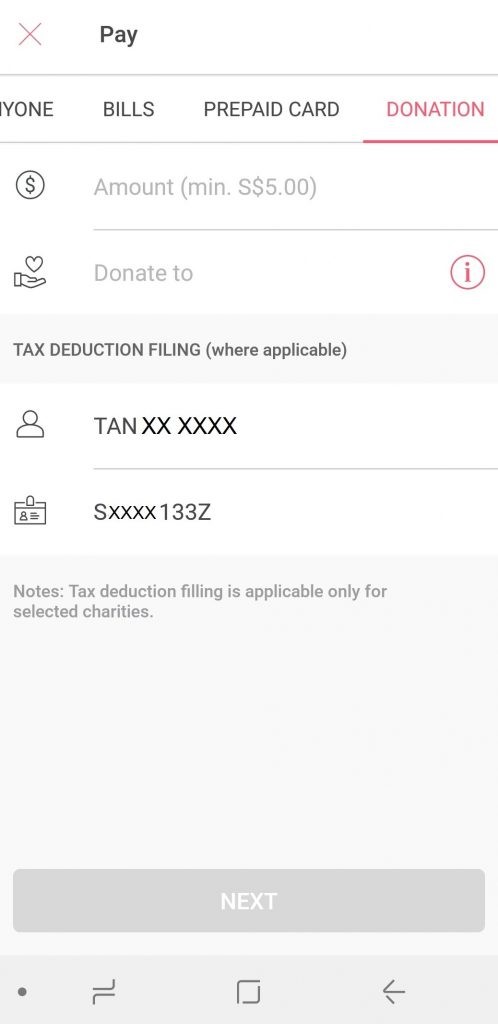 Pay
NYONE BILLS PREPAID CARD DONATION
$ Amount (min. S$5.00)
Donate to i
TAX DEDUCTION FILING (where applicable)
TAN XX XXXX
SXXXX133Z
Notes: Tax deduction filling is applicable only for
selected charities.
NEXT